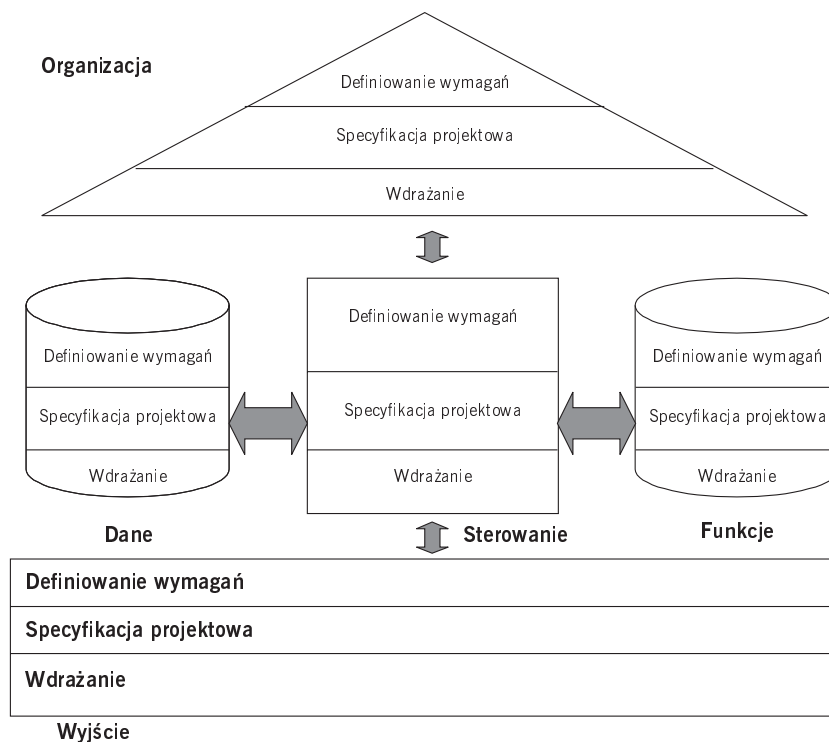 Organizacja
Definiowanie wymagań
Specyfikacja projektowa
Wdrażanie
Definiowanie wymagań
Specyfikacja projektowa
Wdrażanie
Dane
Definiowanie wymagań
Specyfikacja projektowa
Wdrażanie
Sterowanie
Definiowanie wymagań
Specyfikacja projektowa
Wdrażanie
Funkcje
Definiowanie wymagań
Specyfikacja projektowa
Wdrażanie
Wyjście